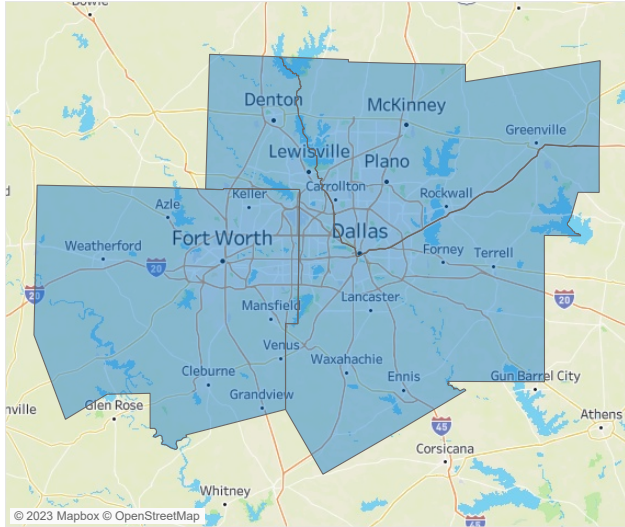 Bowie
Denton
McKinney
Greenville
Lewisville
Plano
Carrollton
Keller
Rockwall
Azle
Dallas
Fort Worth
Weatherford
Forney
Terrell
20
20
20
Lancaster
Mansfield
Venus
Waxahachie
Cleburne
Ennis
Gun Barrel City
Grandview
Glen Rose
nville
Athens
45
Corsicana
Whitney
45
© 2023 Mapbox © OpenStreetMap